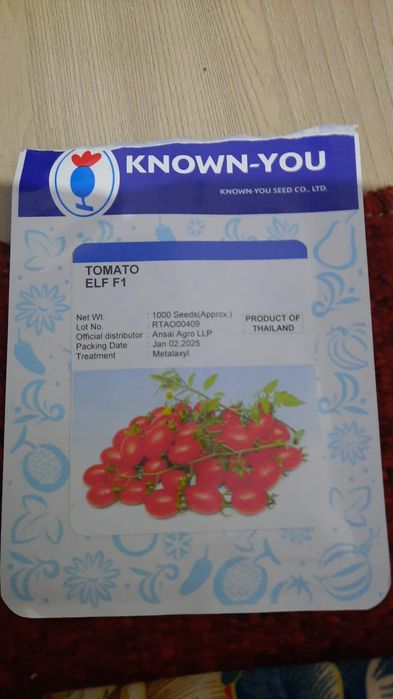 KNOWN-YOU
KNOWN-YOU SEED CO., LTD.
TOMATO
ELF F1
Net Wt. : 1000 Seeds(Approx.)
Lot No. : RTAO00409
Official distributor : Ansai Agro LLP
Packing Date : Jan 02,2025
Treatment : Metalaxyl
PRODUCT OF
THAILAND